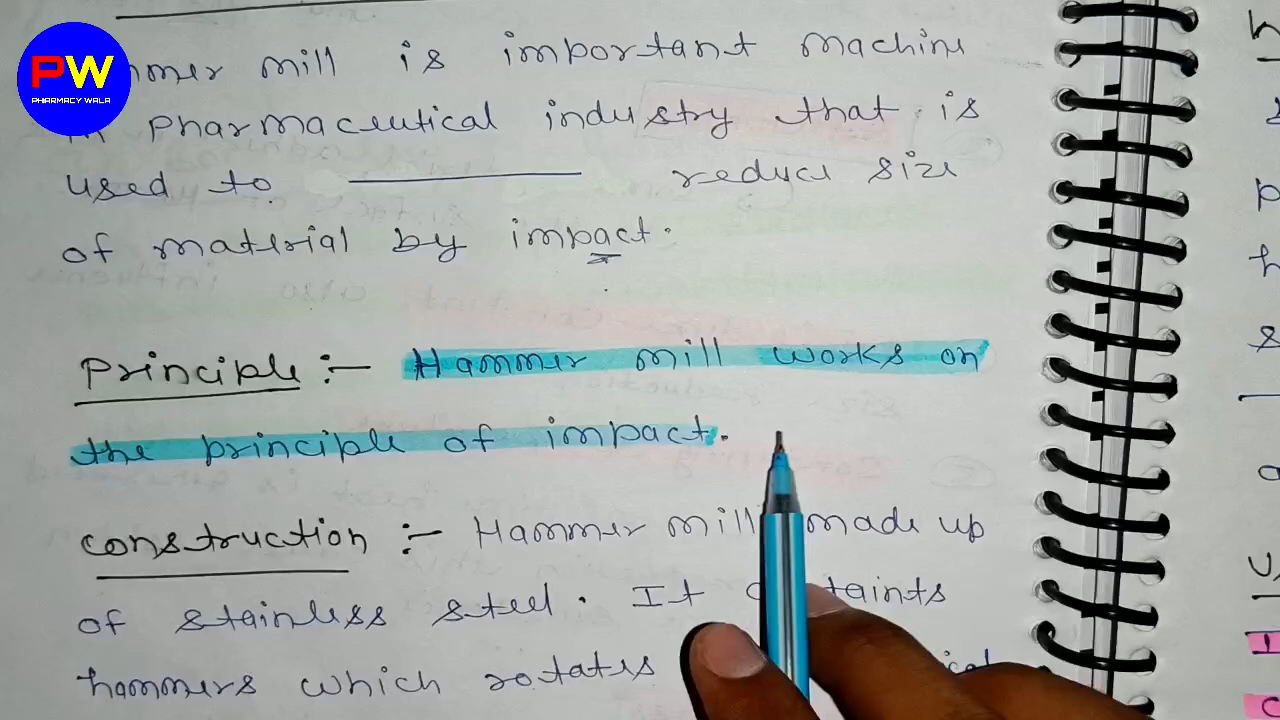 PW
PHARMACY WALA
mmer mill is important machine
in Pharmaceutical industry that is
used to reduce size
of material by impact.
Principle :- Hammer mill works on
the principle of impact.
Construction :- Hammer mill made up
of stainless steel. It taints
hammers which rotates